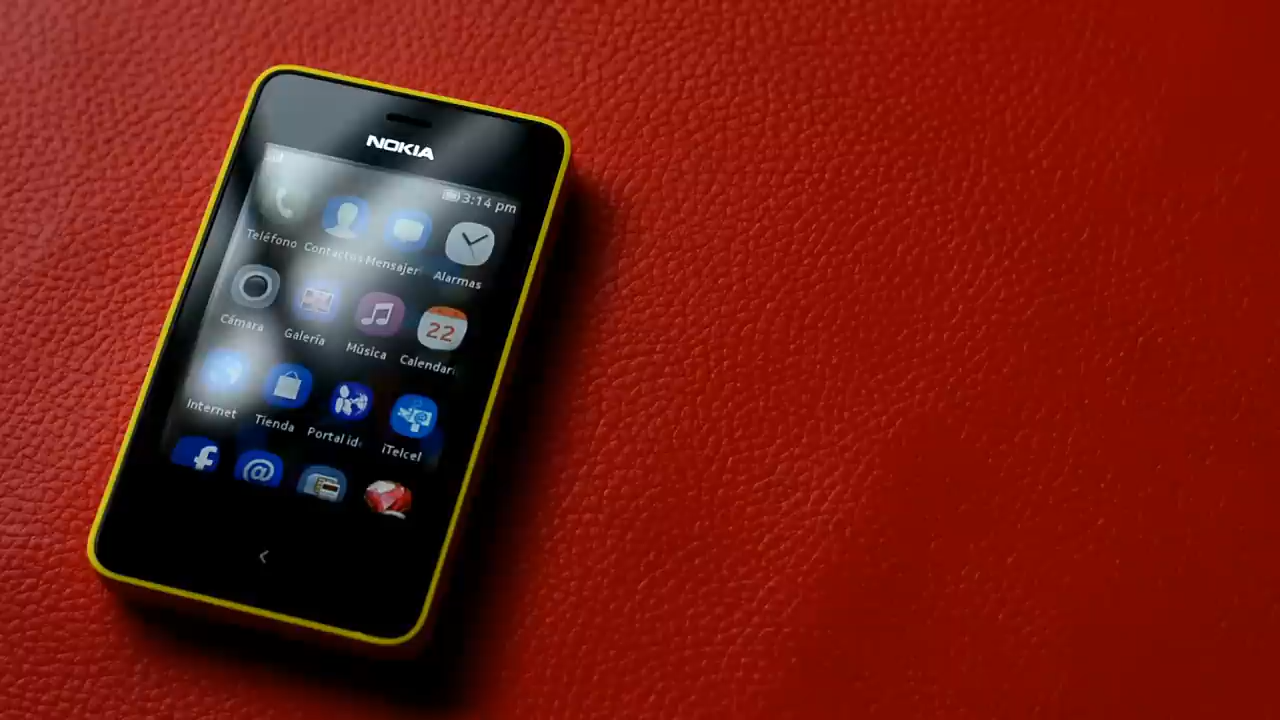 NOKIA
3:14 pm
Teléfono Contactos Mensajer Alarmas
Cámara Galería Música Calendari
22
Internet Tienda Portal id iTelcel
f @